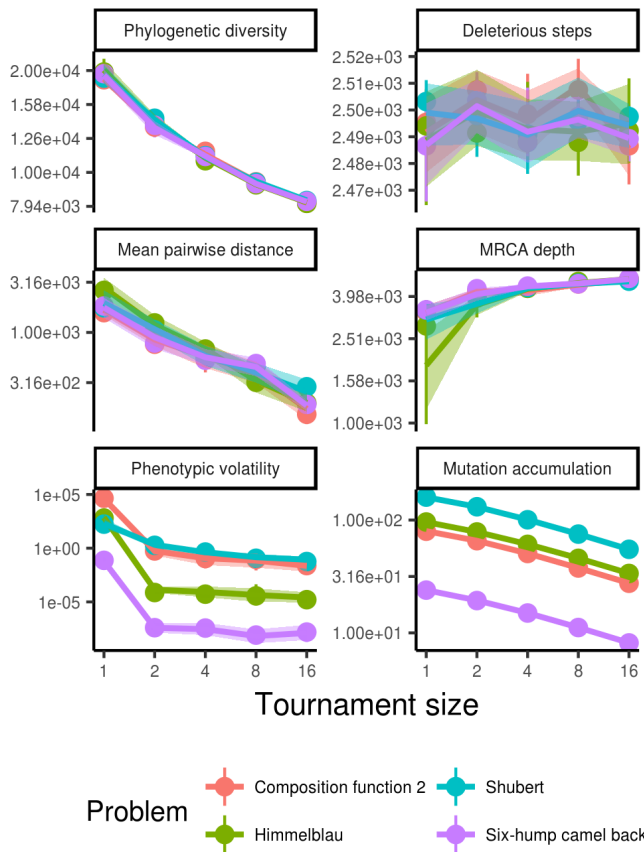 Phylogenetic diversity
Deleterious steps
2.00e+04
1.58e+04
1.26e+04
1.00e+04
7.94e+03
2.52e+03
2.51e+03
2.50e+03
2.49e+03
2.48e+03
2.47e+03
Mean pairwise distance
MRCA depth
3.16e+03
1.00e+03
3.16e+02
3.98e+03
2.51e+03
1.58e+03
1.00e+03
Phenotypic volatility
Mutation accumulation
1e+05
1e+00
1e-05
1.00e+02
3.16e+01
1.00e+01
1 2 4 8 16
1 2 4 8 16
Tournament size
Problem
Composition function 2
Shubert
Himmelblau
Six-hump camel back